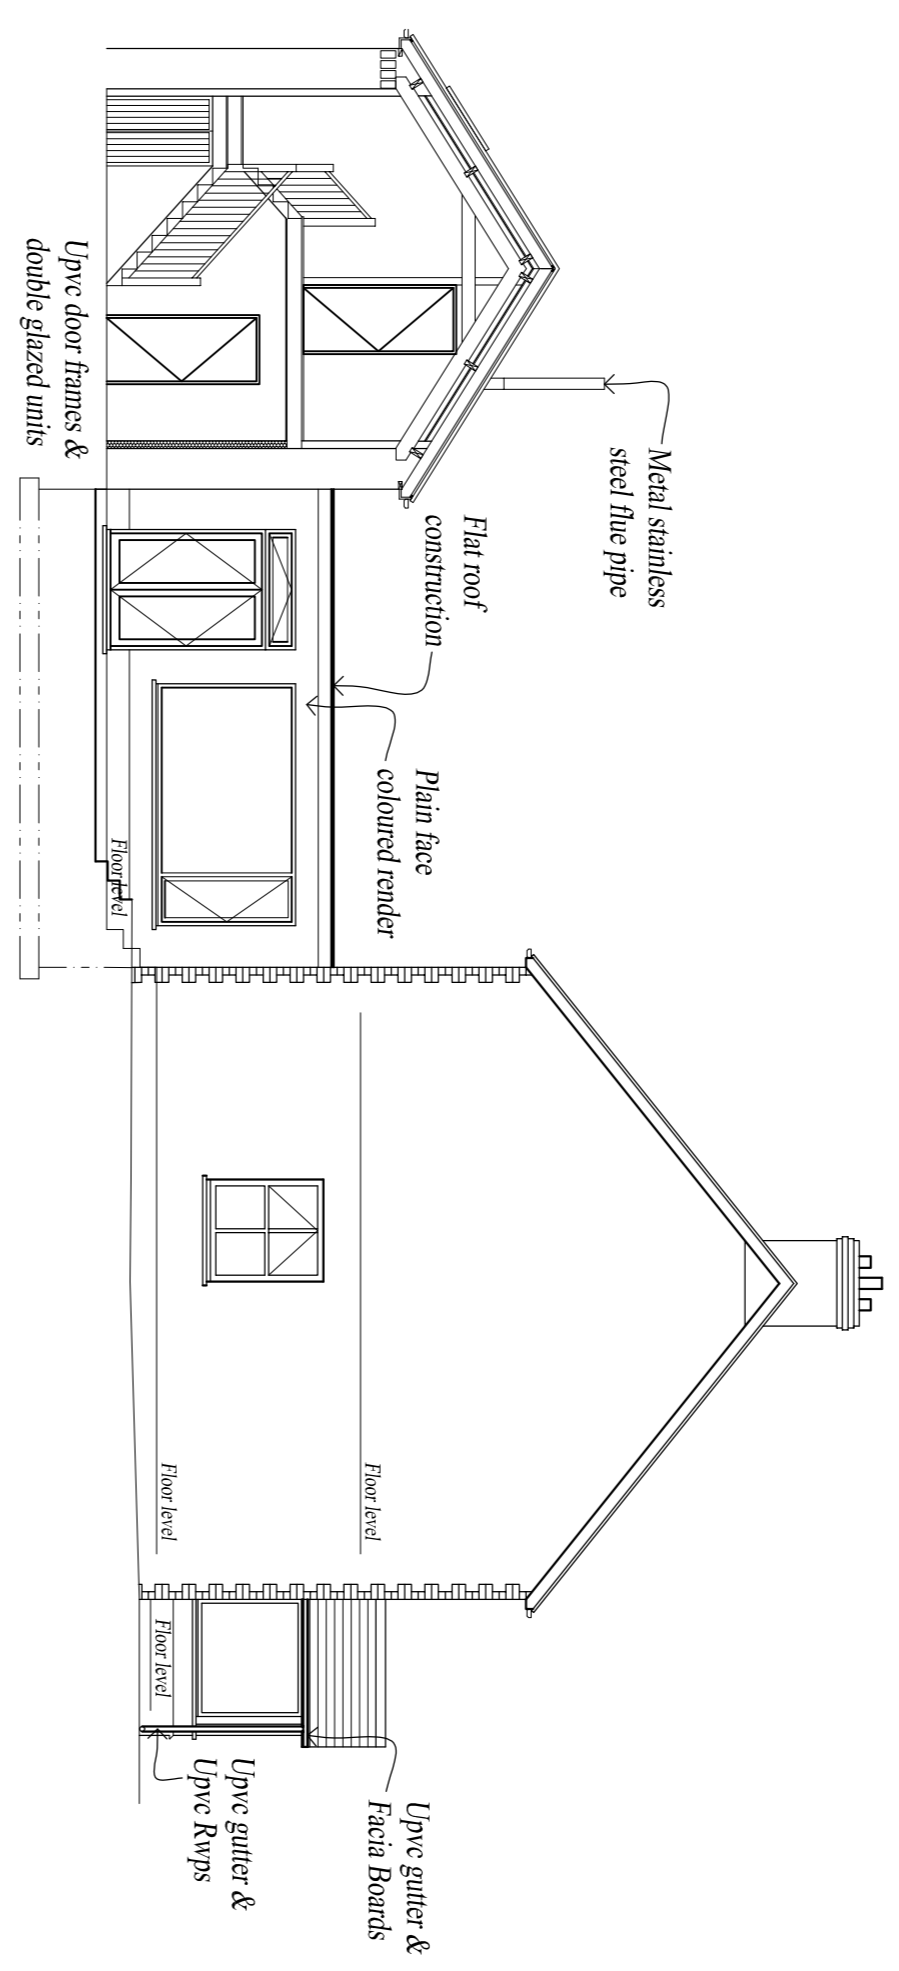 Upvc door frames &
double glazed units
Metal stainless
steel flue pipe
Flat roof
construction
Plain face
coloured render
Floor level
Floor level
Floor level
Floor level
Upvc gutter &
Facia Boards
Upvc gutter &
Upvc Rwps